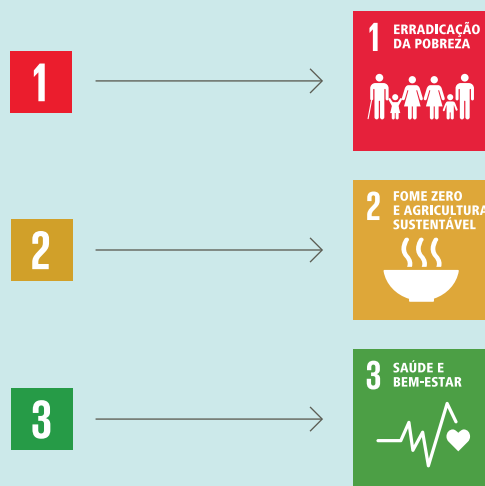 1
1 ERRADICAÇÃO
DA POBREZA
2
2 FOME ZERO
E AGRICULTURA
SUSTENTÁVEL
3
3 SAÚDE E
BEM-ESTAR